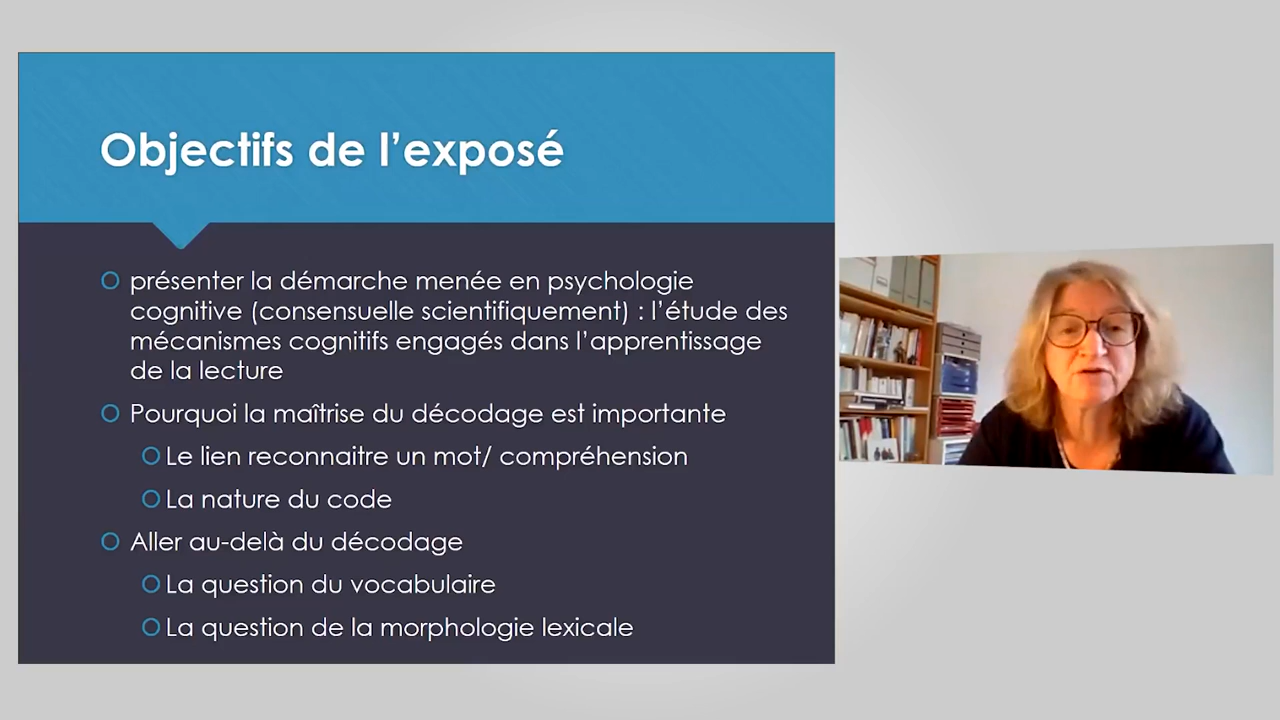 Objectifs de l’exposé
présenter la démarche menée en psychologie
cognitive (consensuelle scientifiquement) : l’étude des
mécanismes cognitifs engagés dans l’apprentissage
de la lecture
Pourquoi la maîtrise du décodage est importante
Le lien reconnaitre un mot/ compréhension
La nature du code
Aller au-delà du décodage
La question du vocabulaire
La question de la morphologie lexicale